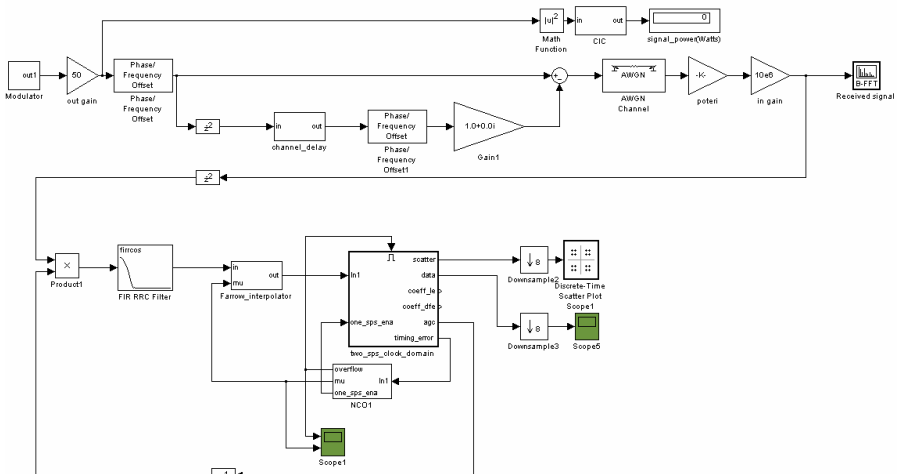 |u|²
Math
Function
in
out
CIC
0
signal_power(Watts)
out1
Modulator
50
out gain
Phase/
Frequency
Offset
Phase/
Frequency
Offset
+
-
AWGN
AWGN
Channel
-K-
poteri
10e6
in gain
B-FFT
Received signal
in
out
channel_delay
Phase/
Frequency
Offset
Phase/
Frequency
Offset1
1.0+0.0i
Gain1
×
Product1
firrcos
FIR RRC Filter
in
mu
out
Farrow_interpolator
In1
one_sps_ena
scatter
data
coeff_le
coeff_dfe
agc
timing_error
two_sps_clock_domain
8
Downsample2
Discrete-Time
Scatter Plot
Scope1
8
Downsample3
Scope5
overflow
mu
one_sps_ena
In1
NCO1
Scope1